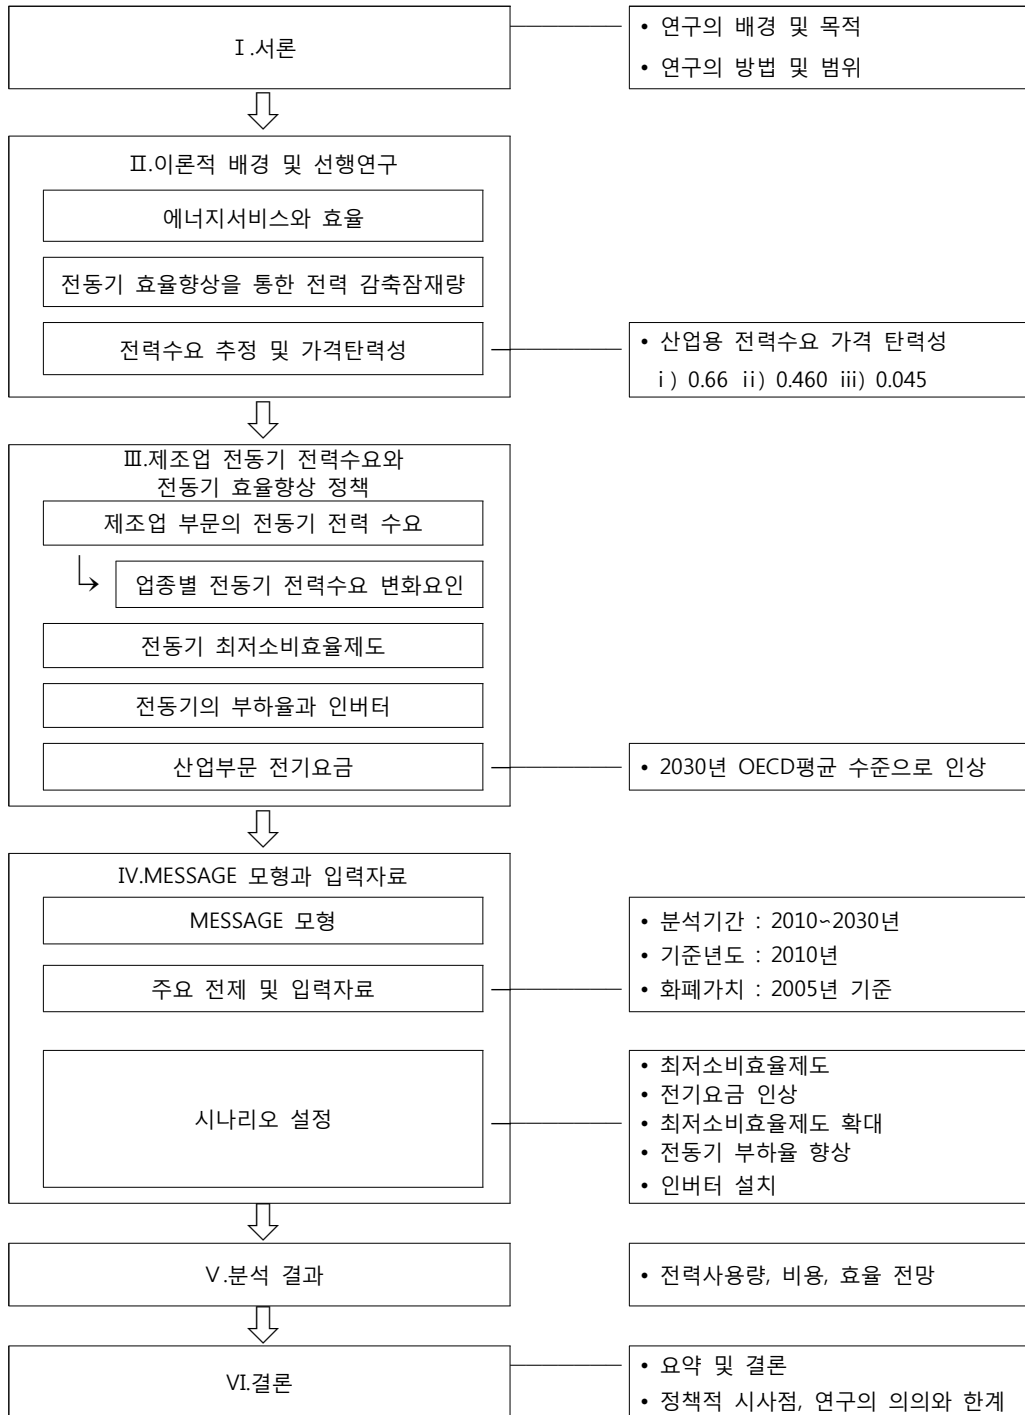 Ⅰ.서론
• 연구의 배경 및 목적
• 연구의 방법 및 범위
Ⅱ.이론적 배경 및 선행연구
에너지서비스와 효율
전동기 효율향상을 통한 전력 감축잠재량
전력수요 추정 및 가격탄력성
• 산업용 전력수요 가격 탄력성
ⅰ) 0.66 ⅱ) 0.460 ⅲ) 0.045
Ⅲ.제조업 전동기 전력수요와
전동기 효율향상 정책
제조업 부문의 전동기 전력 수요
업종별 전동기 전력수요 변화요인
전동기 최저소비효율제도
전동기의 부하율과 인버터
산업부문 전기요금
• 2030년 OECD평균 수준으로 인상
Ⅳ.MESSAGE 모형과 입력자료
MESSAGE 모형
주요 전제 및 입력자료
• 분석기간 : 2010~2030년
• 기준년도 : 2010년
• 화폐가치 : 2005년 기준
시나리오 설정
• 최저소비효율제도
• 전기요금 인상
• 최저소비효율제도 확대
• 전동기 부하율 향상
• 인버터 설치
Ⅴ.분석 결과
• 전력사용량, 비용, 효율 전망
Ⅵ.결론
• 요약 및 결론
• 정책적 시사점, 연구의 의의와 한계